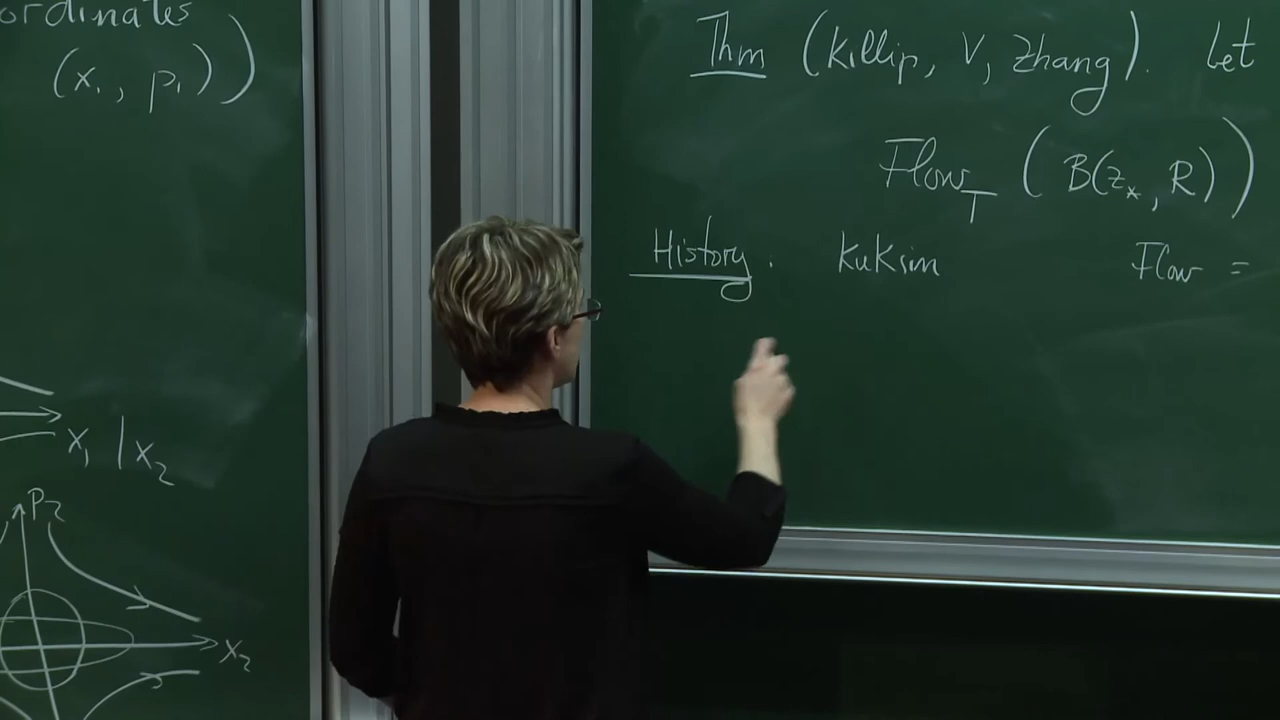 ordinates
(x₁, p₁))
x₁ | x₂
P₂
x₂
Thm (Killip, V, Zhang). Let
Flow_T (B(z_*, R))
History. Kuksin Flow =